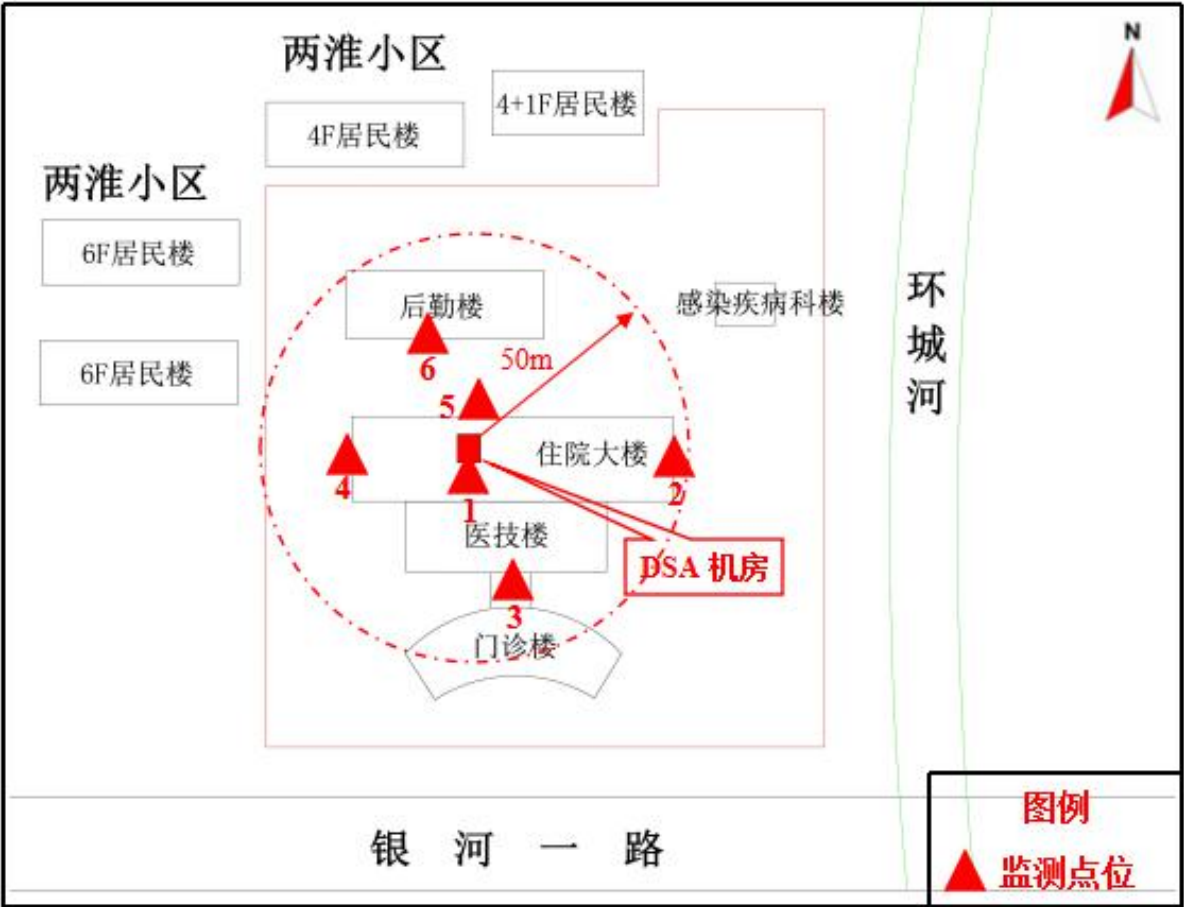 N
两淮小区
4+1F居民楼
4F居民楼
两淮小区
6F居民楼
6F居民楼
环城河
感染疾病科楼
后勤楼
6
50m
5
住院大楼
4
2
1
医技楼
DSA 机房
3
门诊楼
银河一路
图例
监测点位